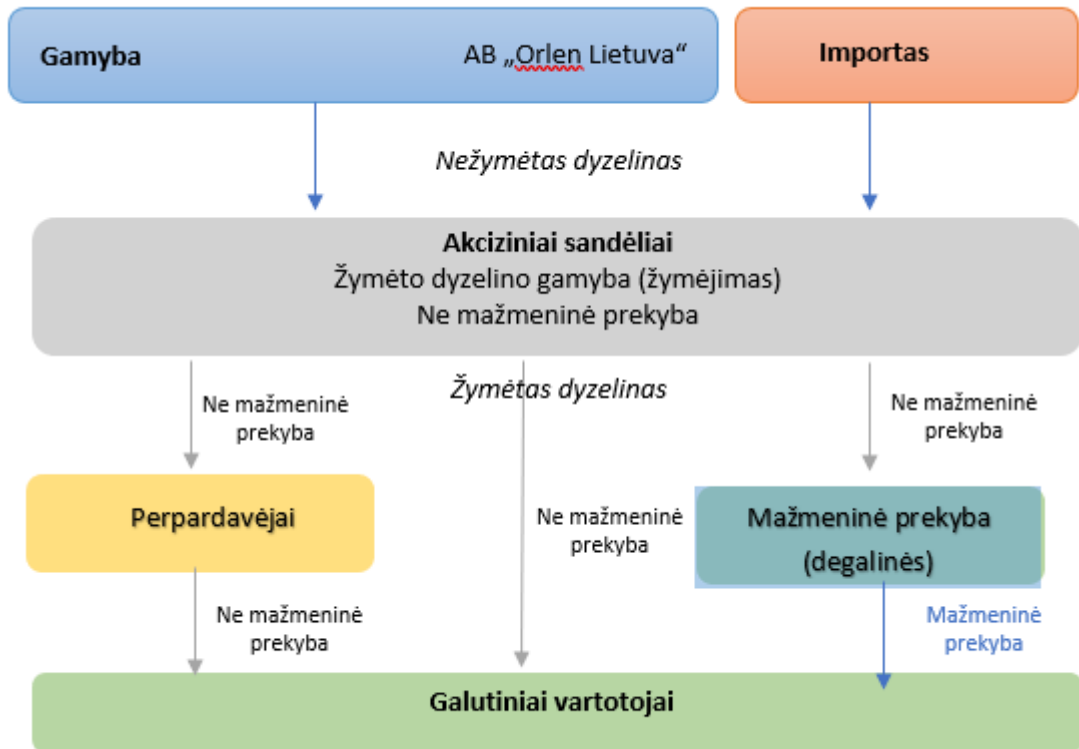 Gamyba AB „Orlen Lietuva“
Importas
Nežymėtas dyzelinas
Akciziniai sandėliai
Žymėto dyzelino gamyba (žymėjimas)
Ne mažmeninė prekyba
Žymėtas dyzelinas
Ne mažmeninė
prekyba
Ne mažmeninė
prekyba
Perpardavėjai
Ne mažmeninė
prekyba
Mažmeninė prekyba
(degalinės)
Ne mažmeninė
prekyba
Mažmeninė
prekyba
Galutiniai vartotojai